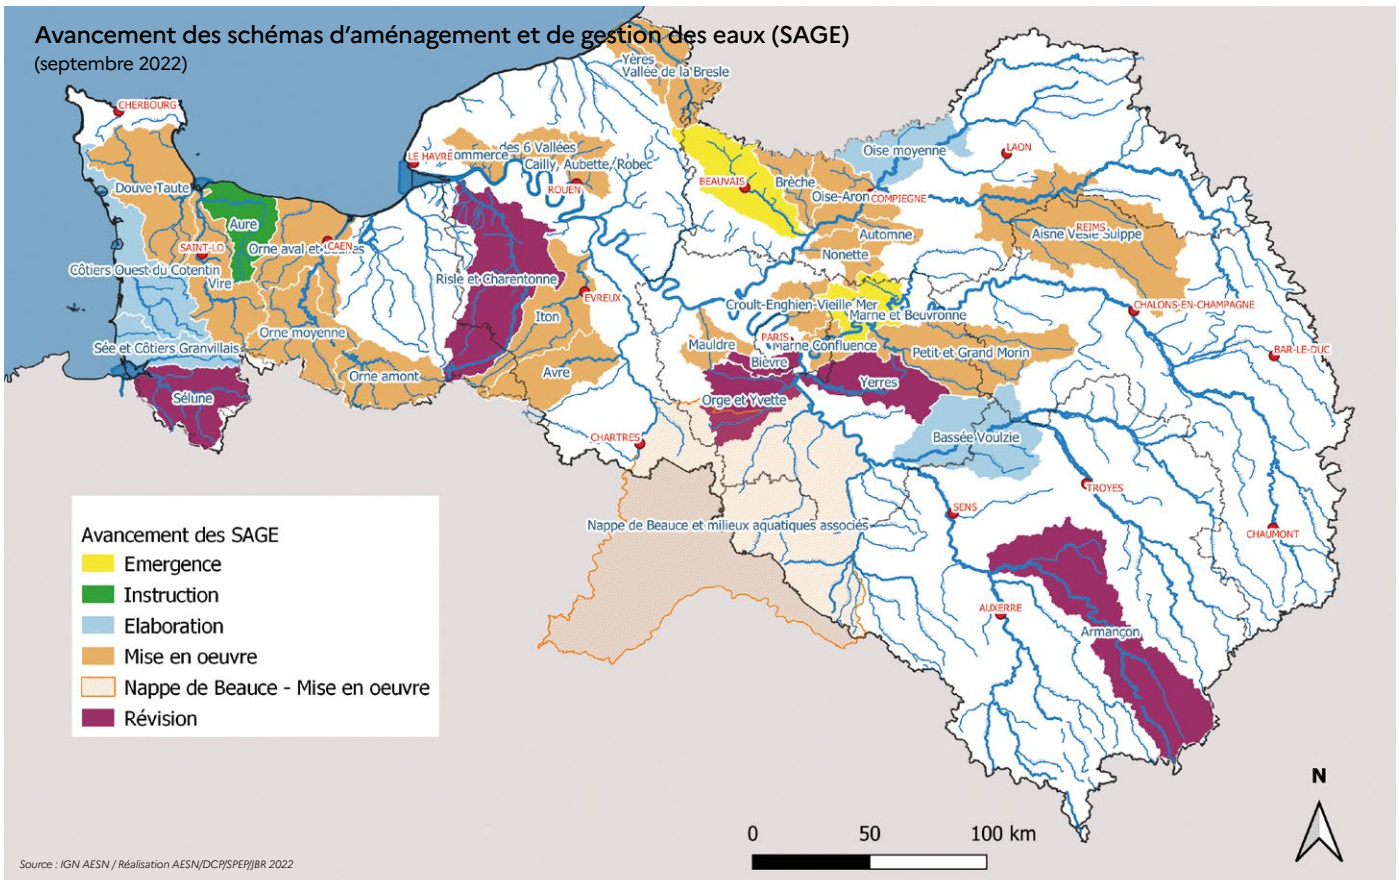 Avancement des schémas d'aménagement et de gestion des eaux (SAGE)
(septembre 2022)
Yères
Vallée de la Bresle
CHERBOURG
LE HAVRE
ommerce
des 6 Vallées
Cailly, Aubette, Robec
ROUEN
BEAUVAIS
Brèche
Oise-Aron
COMPIEGNE
Oise moyenne
LAON
Douve Taute
Aure
SAINT-LO
Orne aval et
CAEN
Automne
Nonette
REIMS
Aisne Vesle Suippe
Côtiers Ouest du Cotentin
Vire
Risle et Charentonne
EVREUX
Iton
Croult-Enghien-Vieille Mer
Marne et Beuvronne
CHALONS-EN-CHAMPAGNE
Orne moyenne
Sée et Côtiers Granvillais
Mauldre
PARIS
Marne Confluence
Petit et Grand Morin
BAR-LE-DUC
Bièvre
Orne amont
Avre
Yerres
Sélune
Orge et Yvette
CHARTRES
Bassée Voulzie
TROYES
SENS
Nappe de Beauce et milieux aquatiques associés
CHAUMONT
AUXERRE
Armançon
Avancement des SAGE
Emergence
Instruction
Elaboration
Mise en oeuvre
Nappe de Beauce - Mise en oeuvre
Révision
N
0 50 100 km
Source : IGN AESN / Réalisation AESN/DCP/SPEP/JBR 2022